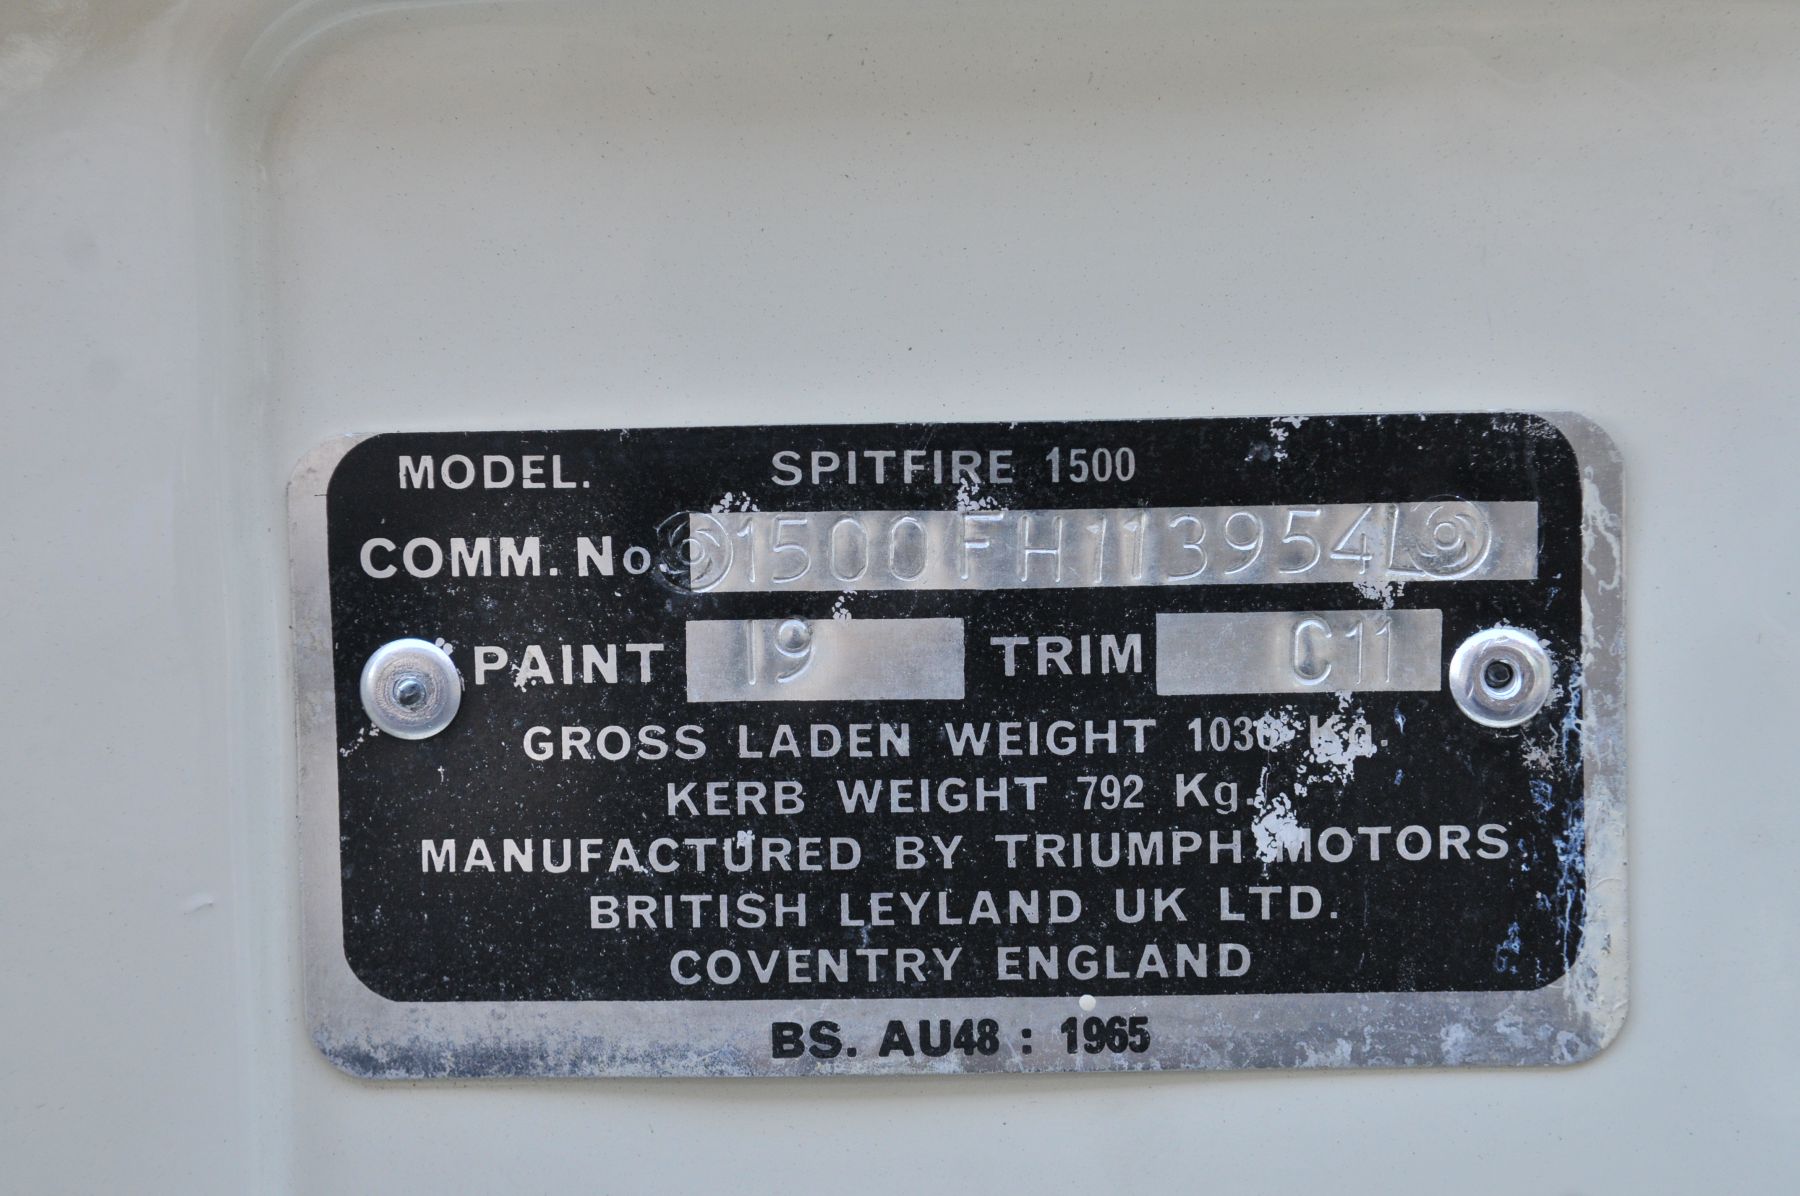 MODEL. SPITFIRE 1500
COMM. No. 1500FH113954L
PAINT 19 TRIM C11
GROSS LADEN WEIGHT Kg.
KERB WEIGHT 792 Kg.
MANUFACTURED BY TRIUMPH MOTORS
BRITISH LEYLAND UK LTD.
COVENTRY ENGLAND
BS. AU48 : 1965